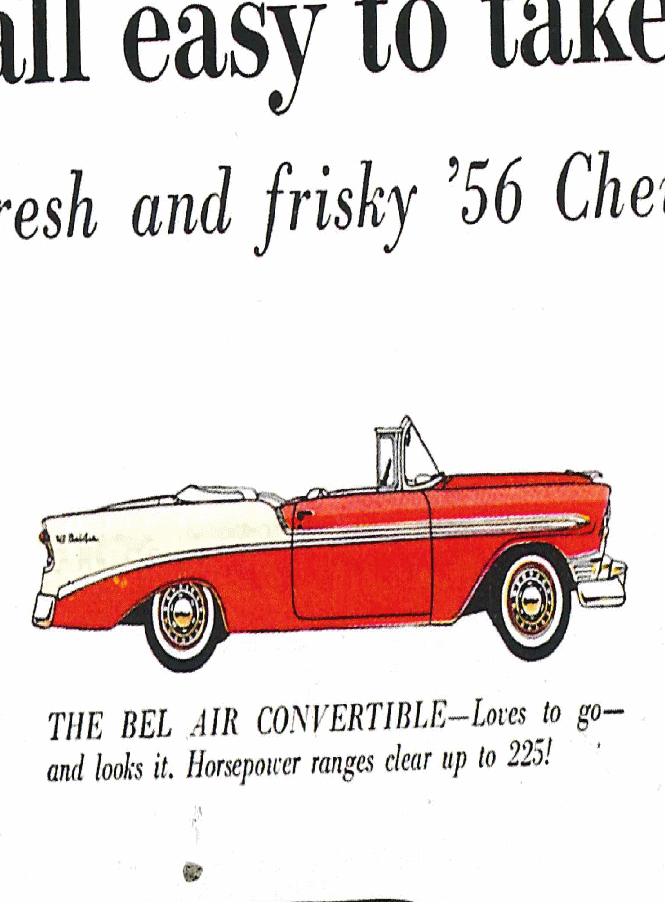 all easy to take
resh and frisky ’56 Che
THE BEL AIR CONVERTIBLE—Loves to go—
and looks it. Horsepower ranges clear up to 225!